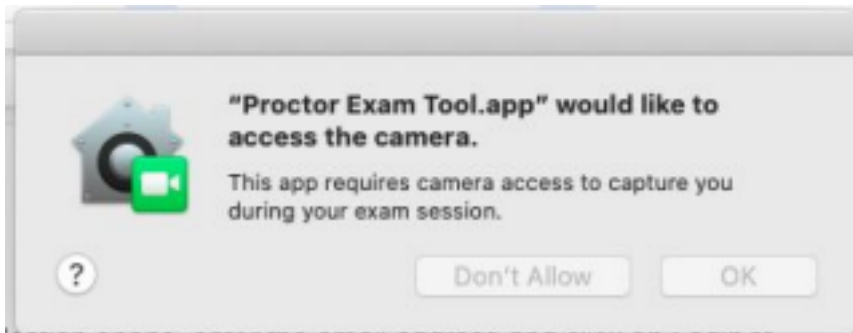 “Proctor Exam Tool.app” would like to
access the camera.
This app requires camera access to capture you
during your exam session.
?
Don't Allow
OK